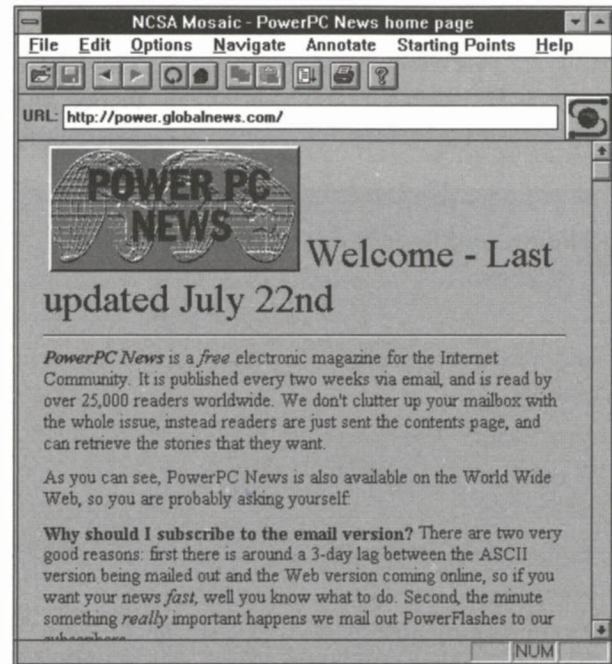 NCSA Mosaic - PowerPC News home page
File Edit Options Navigate Annotate Starting Points Help
URL: http://power.globalnews.com/
POWER PC
NEWS
Welcome - Last
updated July 22nd
PowerPC News is a free electronic magazine for the Internet
Community. It is published every two weeks via email, and is read by
over 25,000 readers worldwide. We don't clutter up your mailbox with
the whole issue, instead readers are just sent the contents page, and
can retrieve the stories that they want.
As you can see, PowerPC News is also available on the World Wide
Web, so you are probably asking yourself:
Why should I subscribe to the email version? There are two very
good reasons: first there is around a 3-day lag between the ASCII
version being mailed out and the Web version coming online, so if you
want your news fast, well you know what to do. Second, the minute
something really important happens we mail out PowerFlashes to our
NUM